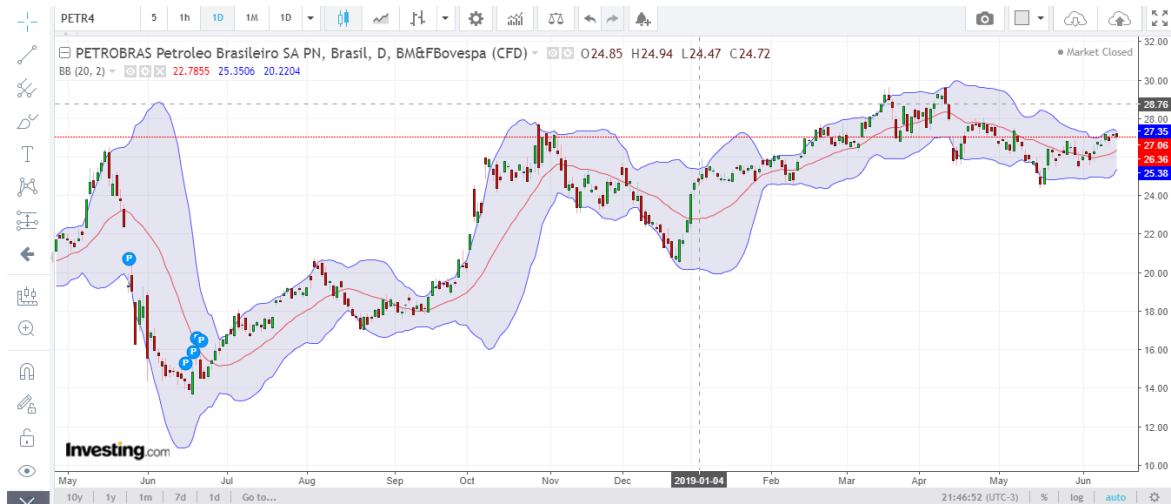 PETR4 5 1h 1D 1M 1D
PETROBRAS Petroleo Brasileiro SA PN, Brasil, D, BM&FBovespa (CFD) O24.85 H24.94 L24.47 C24.72
Market Closed
BB (20, 2) 22.7855 25.3506 20.2204
32.00
30.00
28.76
28.00
27.35
27.06
26.36
25.38
24.00
22.00
20.00
18.00
16.00
14.00
12.00
10.00
P
P
P
P
Investing.com
May Jun Jul Aug Sep Oct Nov Dec 2019-01-04 Feb Mar Apr May Jun
10y 1y 1m 7d 1d Go to... 21:46:52 (UTC-3) % log auto